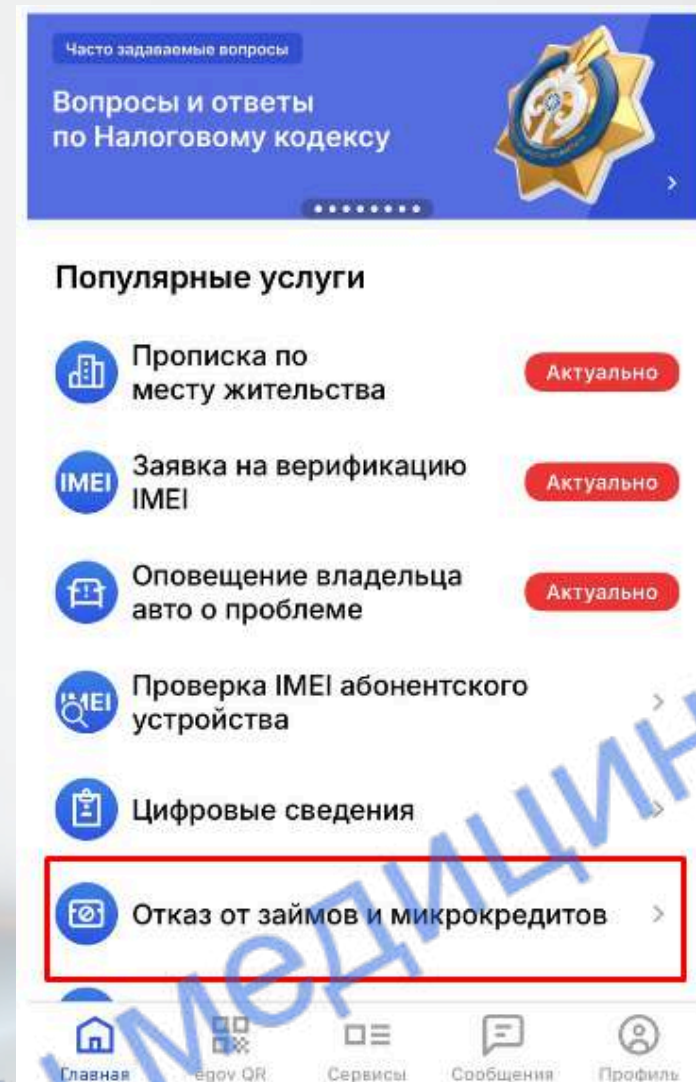 Часто задаваемые вопросы
Вопросы и ответы
по Налоговому кодексу
Популярные услуги
Прописка по
месту жительства
Актуально
IMEI
Заявка на верификацию
IMEI
Актуально
Оповещение владельца
авто о проблеме
Актуально
Проверка IMEI абонентского
устройства
Цифровые сведения
Отказ от займов и микрокредитов
Главная
egov QR
Сервисы
Сообщения
Профиль